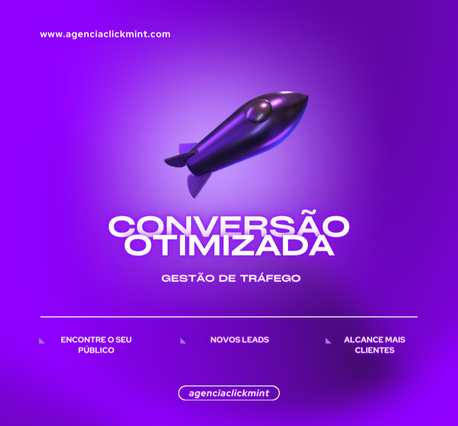 www.agenciaclickmint.com
CONVERSÃO
OTIMIZADA
GESTÃO DE TRÁFEGO
ENCONTRE O SEU
PÚBLICO
NOVOS LEADS
ALCANCE MAIS
CLIENTES
agenciaclickmint